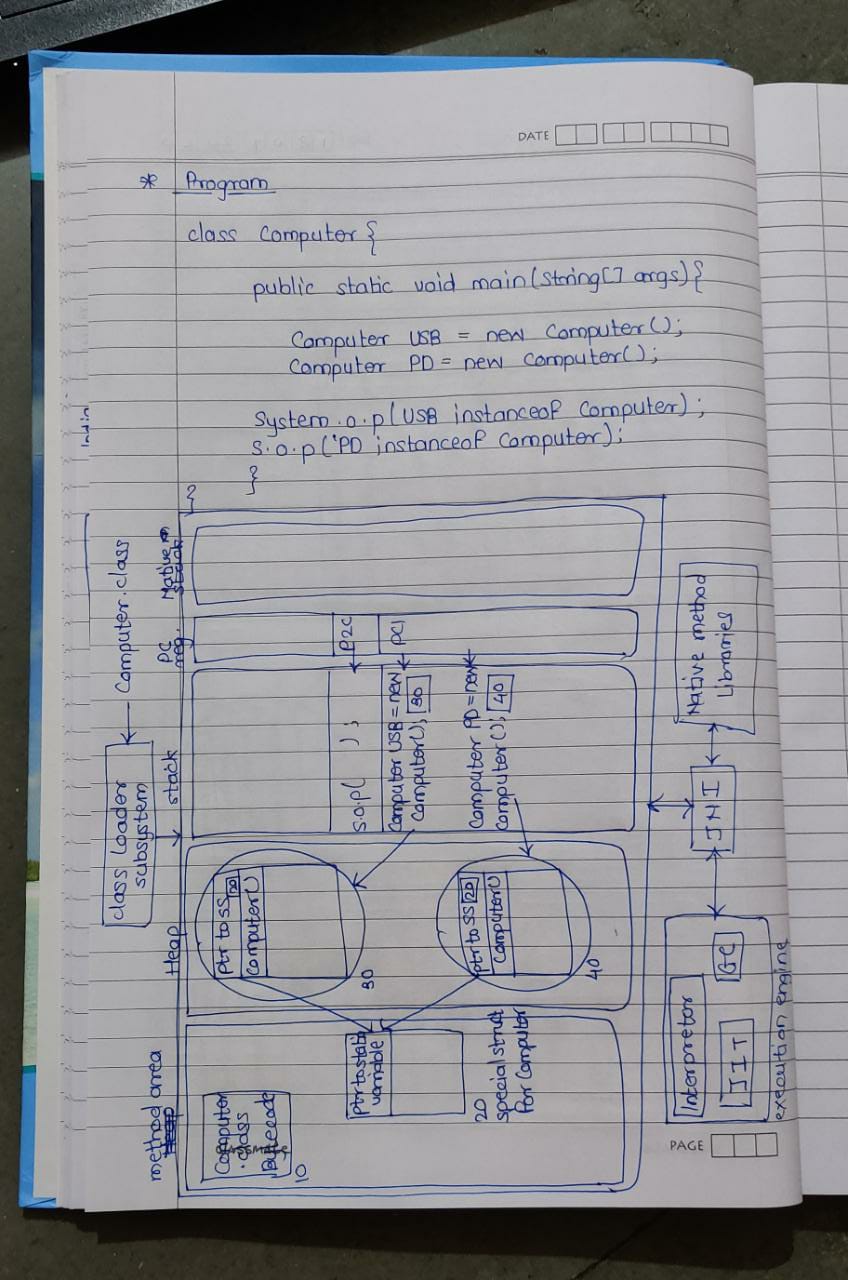 DATE
* Program
class Computer {
public static void main(String[] args){
Computer USB = new Computer();
Computer PD = new Computer();
System.o.p(USB instanceof Computer);
S.o.p('PD instanceof Computer);
}
}
Computer.class
class Loader
subsystem
method area
Heap
stack
PC
reg.
Native m
stack
Computer
.class
Bytecode
classmate
10
ptr to static
variable
20
special struct
for Computer
ptr to ss 20
Computer()
30
ptr to ss 20
Computer()
40
S.o.p( );
Computer USB = new
Computer(); 30
Computer PD = new
Computer(); 40
P2C
PC1
Interpretor
JIT
GC
execution engine
JNI
Native method
Libraries
PAGE